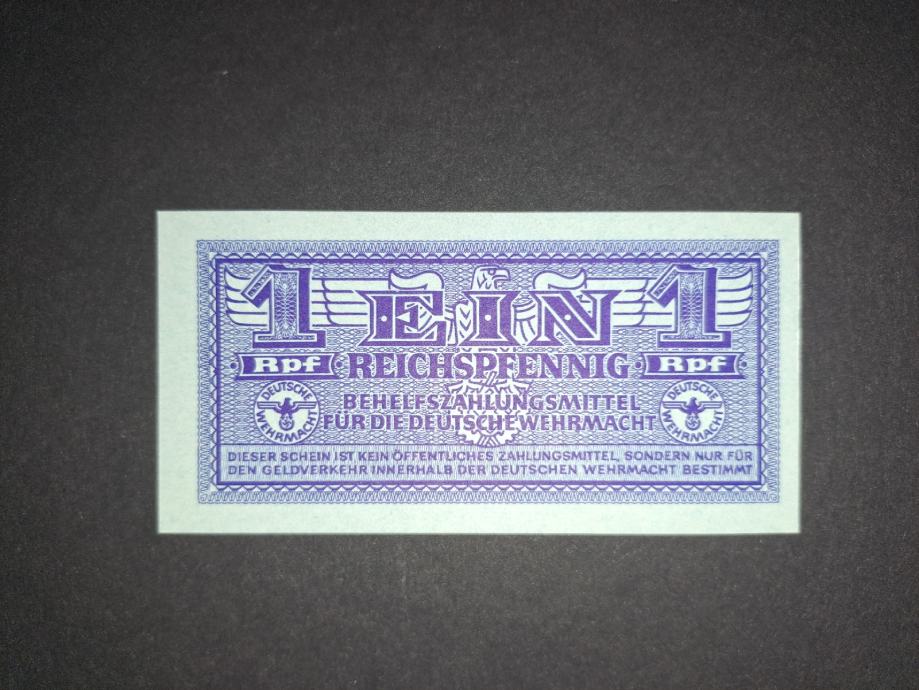 1 EIN 1
Rpf REICHSPFENNIG Rpf
BEHELFSZAHLUNGSMITTEL
FÜR DIE DEUTSCHE WEHRMACHT
DEUTSCHE WEHRMACHT
DEUTSCHE WEHRMACHT
DIESER SCHEIN IST KEIN ÖFFENTLICHES ZAHLUNGSMITTEL, SONDERN NUR FÜR
DEN GELDVERKEHR INNERHALB DER DEUTSCHEN WEHRMACHT BESTIMMT